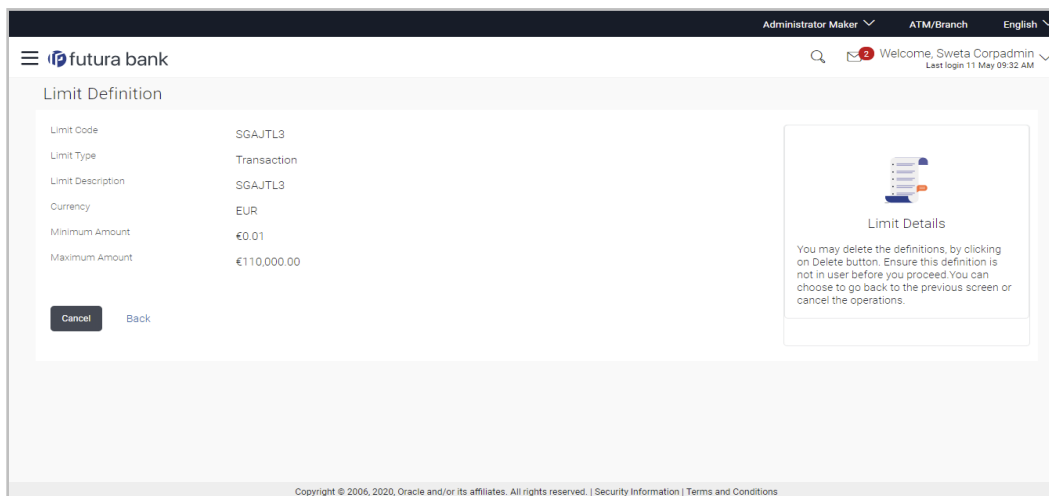 Administrator Maker ATM/Branch English
futura bank 2 Welcome, Sweta Corpadmin
Last login 11 May 09:32 AM
Limit Definition
Limit Code SGAJTL3
Limit Type Transaction
Limit Description SGAJTL3
Currency EUR
Minimum Amount €0.01
Maximum Amount €110,000.00
Cancel Back
Limit Details
You may delete the definitions, by clicking
on Delete button. Ensure this definition is
not in user before you proceed.You can
choose to go back to the previous screen or
cancel the operations.
Copyright © 2006, 2020, Oracle and/or its affiliates. All rights reserved. | Security Information | Terms and Conditions